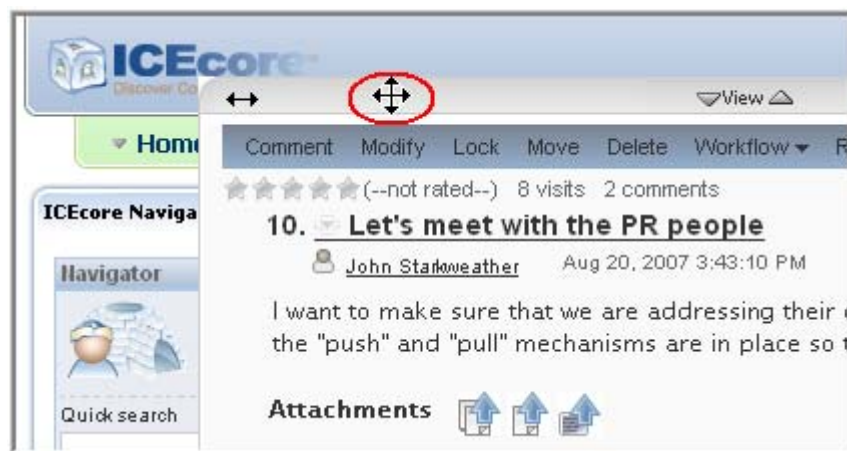 ICEcore
Discover Co
View
Home
Comment Modify Lock Move Delete Workflow R
(--not rated--) 8 visits 2 comments
ICEcore Naviga
10. Let's meet with the PR people
John Starkweather Aug 20, 2007 3:43:10 PM
Navigator
I want to make sure that we are addressing their
the "push" and "pull" mechanisms are in place so t
Attachments
Quick search